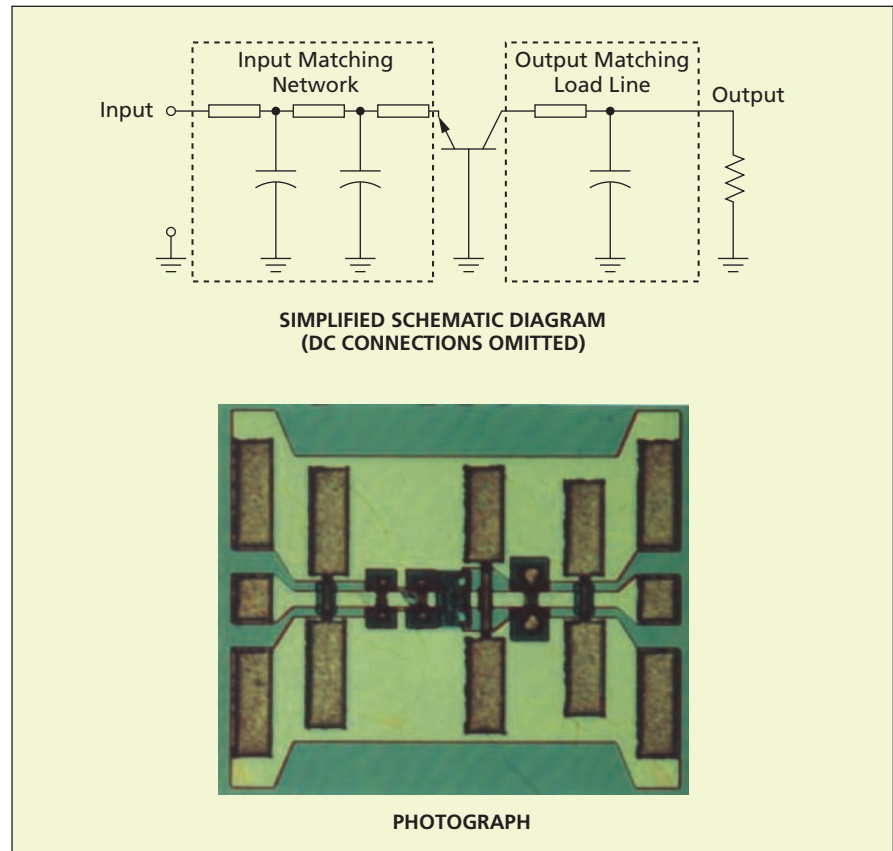 Input Matching
Network
Output Matching
Load Line
Input
Output
SIMPLIFIED SCHEMATIC DIAGRAM
(DC CONNECTIONS OMITTED)
PHOTOGRAPH